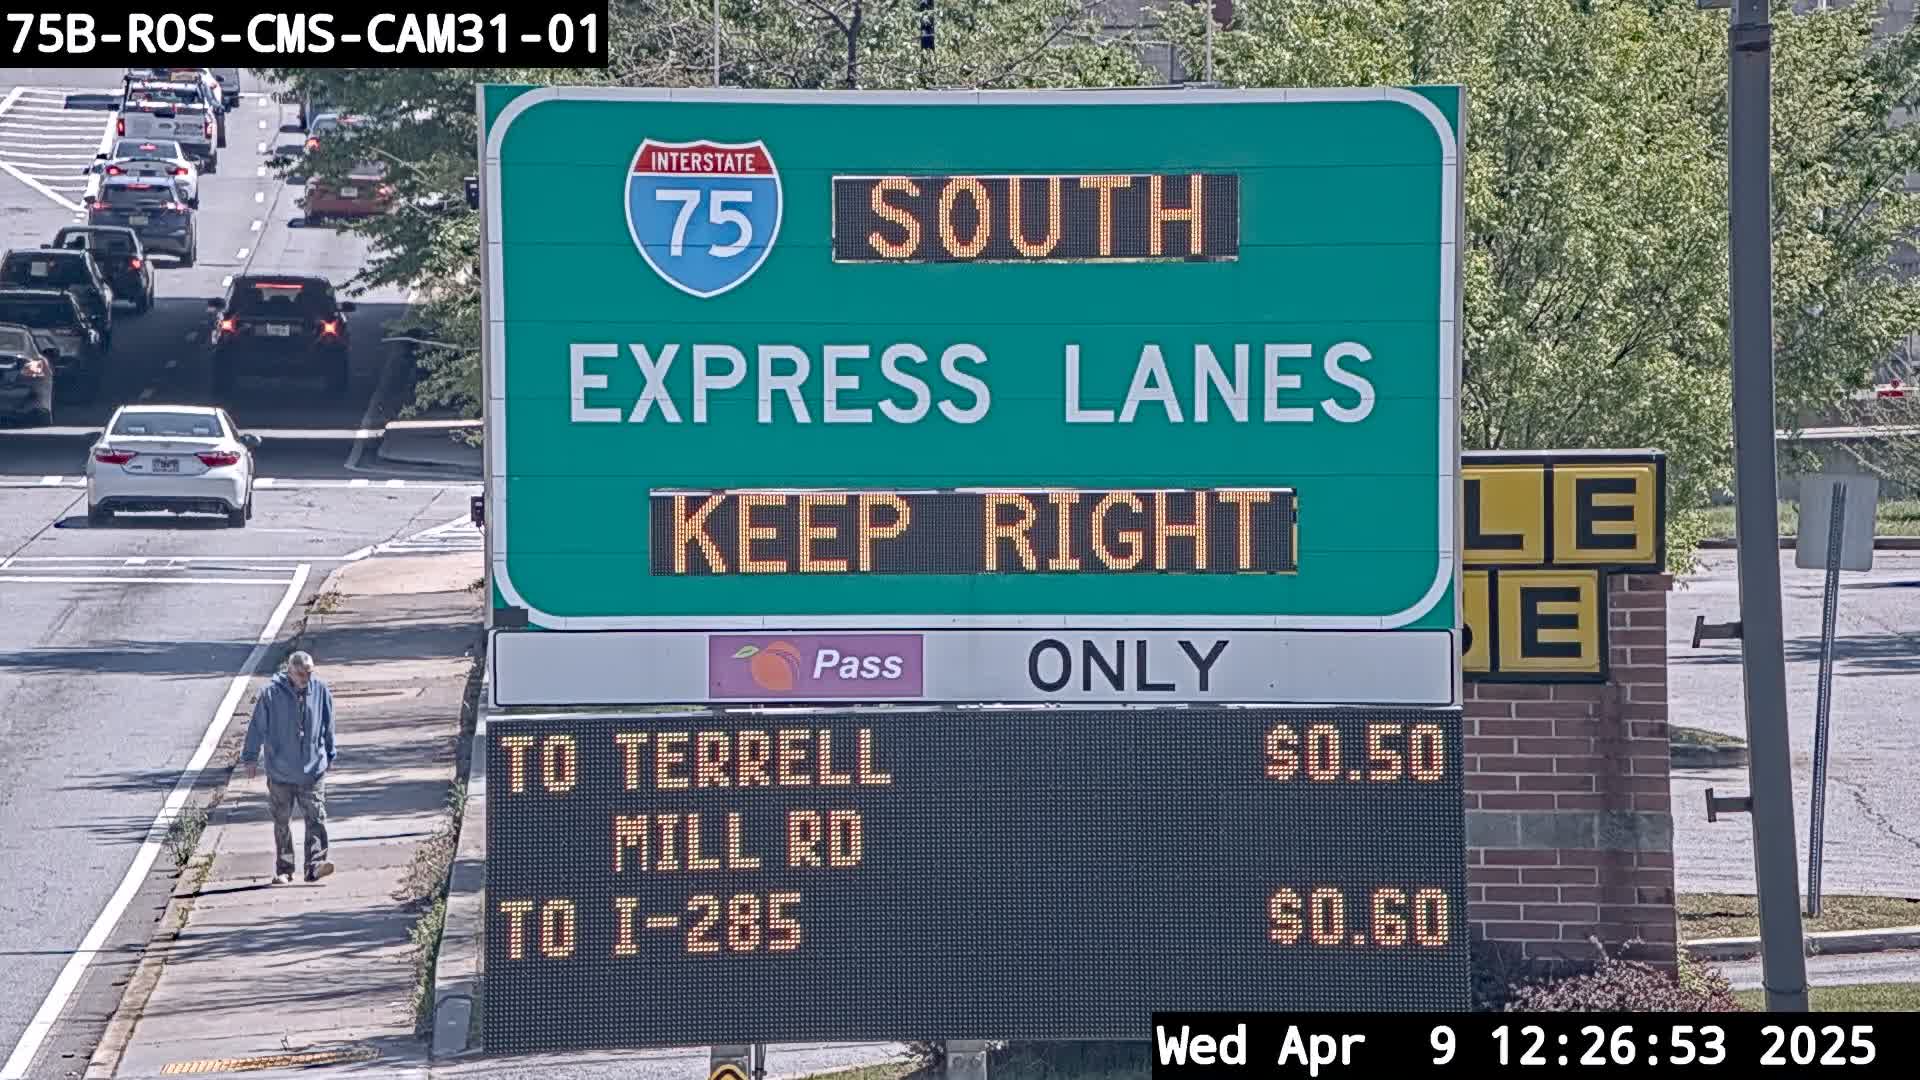 75B-ROS-CMS-CAM31-01
INTERSTATE
75
SOUTH
EXPRESS LANES
KEEP RIGHT
Pass ONLY
TO TERRELL $0.50
MILL RD
TO I-285 $0.60
LE
E
Wed Apr 9 12:26:53 2025